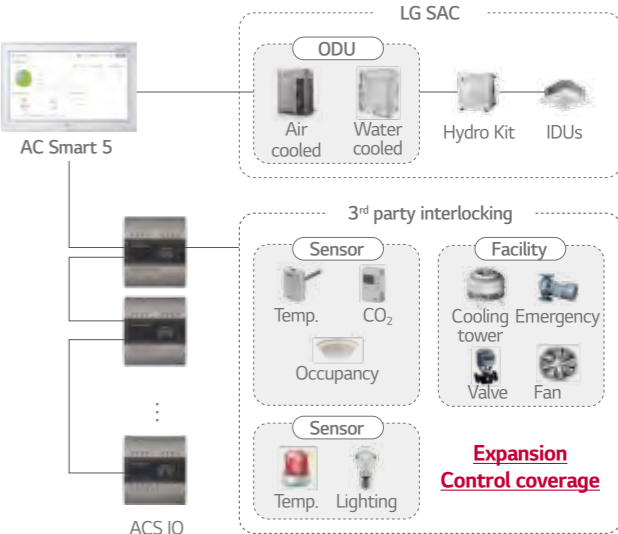 LG SAC
ODU
Air
cooled
Water
cooled
Hydro Kit
IDUs
AC Smart 5
3rd party interlocking
Sensor
Temp.
CO₂
Occupancy
Facility
Cooling
tower
Emergency
Valve
Fan
Sensor
Temp.
Lighting
Expansion
Control coverage
ACS IO